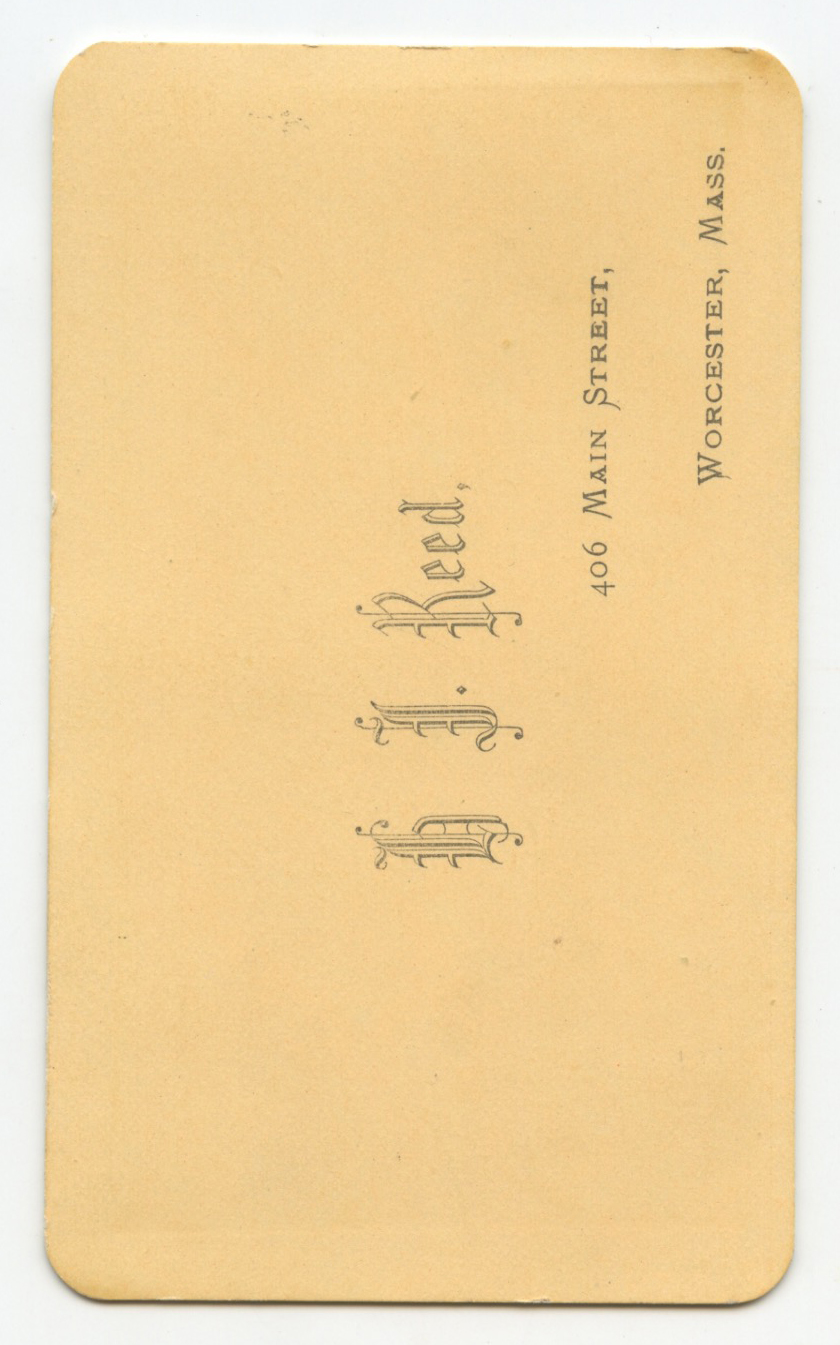 H J. Reed,
406 Main Street,
Worcester, Mass.